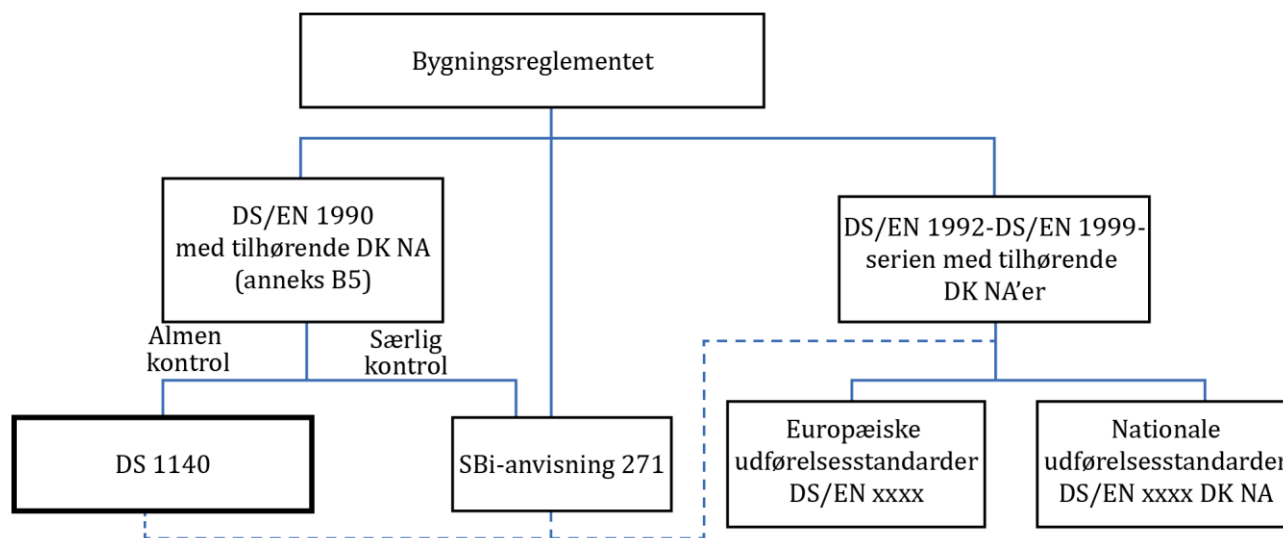 Bygningsreglementet
DS/EN 1990
med tilhørende DK NA
(anneks B5)
DS/EN 1992-DS/EN 1999-
serien med tilhørende
DK NA’er
Almen
kontrol
Særlig
kontrol
DS 1140
SBi-anvisning 271
Europæiske
udførelsesstandarder
DS/EN xxxx
Nationale
udførelsesstandarder
DS/EN xxxx DK NA